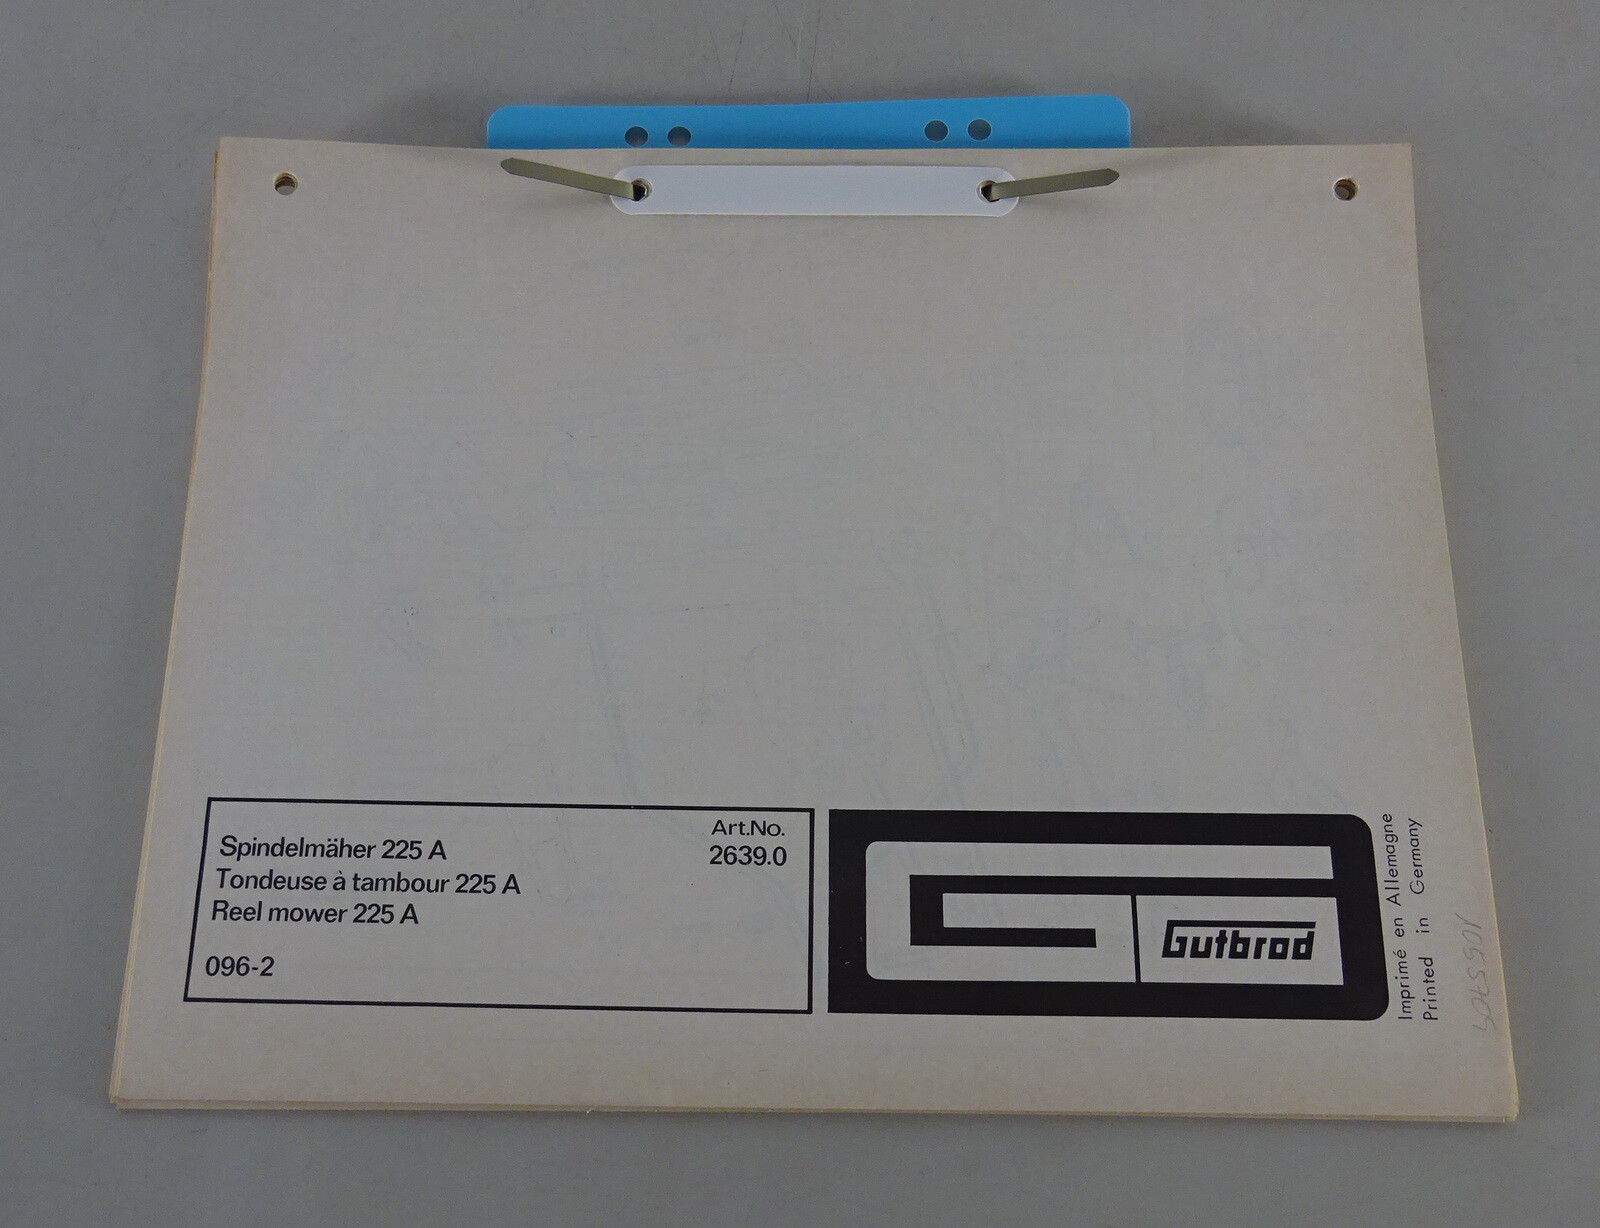 Spindelmäher 225 A
Tondeuse à tambour 225 A
Reel mower 225 A
096-2
Art.No.
2639.0
Gutbrod
Imprimé en Allemagne
Printed in Germany